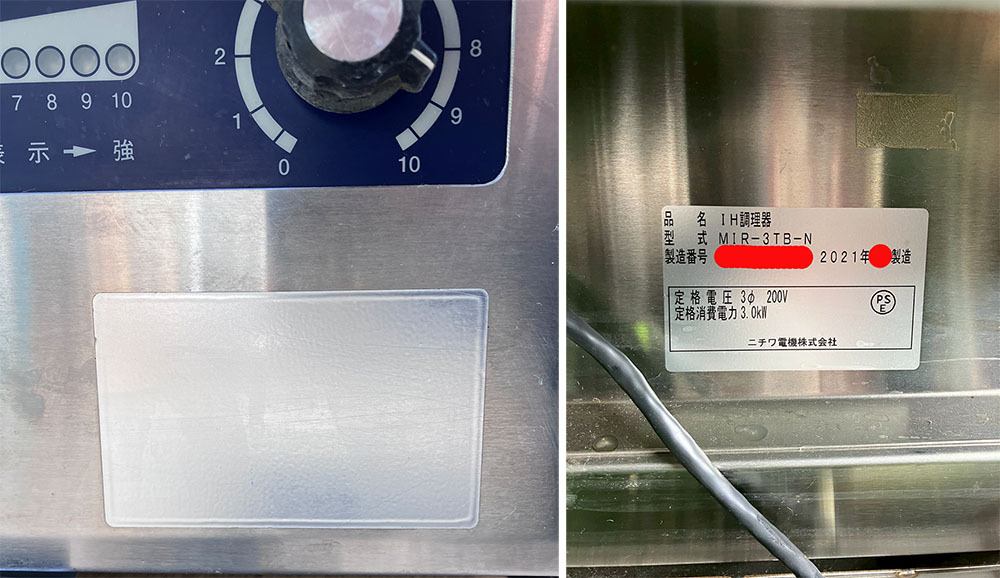 7 8 9 10
表示→強
0
1
2
8
9
10
品名 IH調理器
型式 MIR-3TB-N
製造番号 2021年 製造
定格電圧 3φ 200V
定格消費電力 3.0kW
PSE
ニチワ電機株式会社